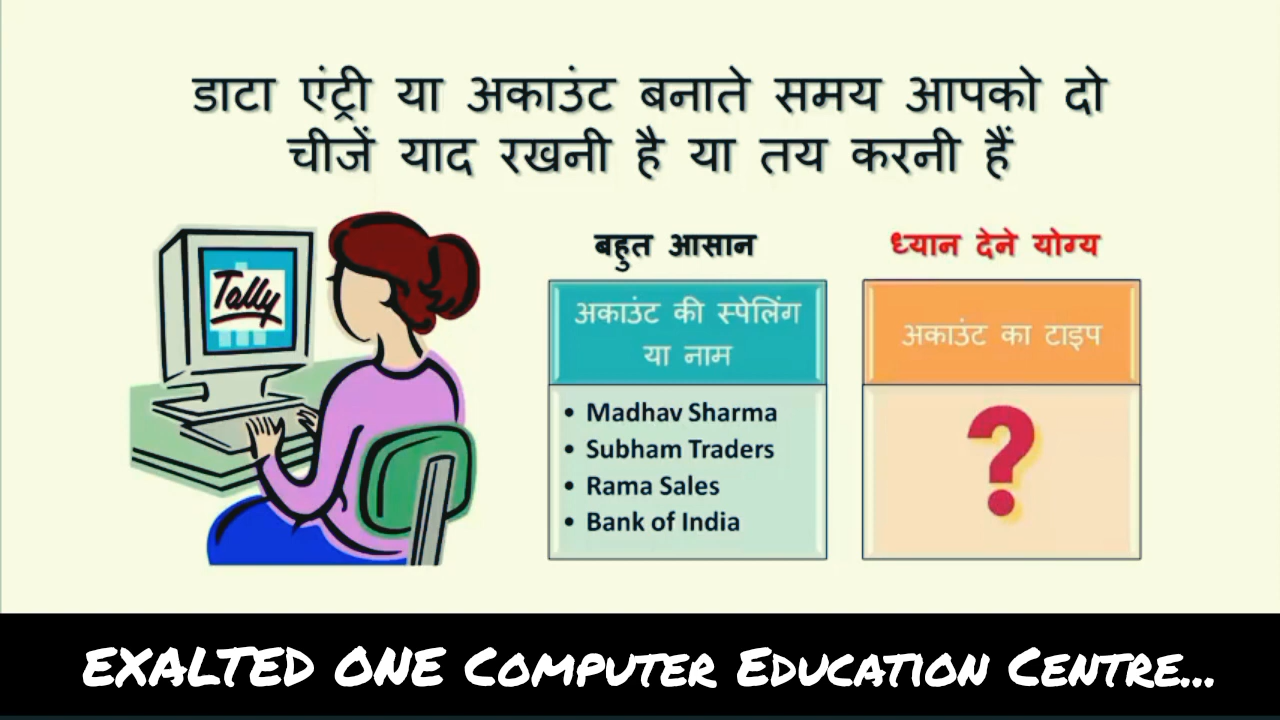 डाटा एंट्री या अकाउंट बनाते समय आपको दो
चीजें याद रखनी है या तय करनी हैं
Tally
बहुत आसान
अकाउंट की स्पेलिंग
या नाम
• Madhav Sharma
• Subham Traders
• Rama Sales
• Bank of India
ध्यान देने योग्य
अकाउंट का टाइप
?
EXALTED ONE Computer Education Centre...